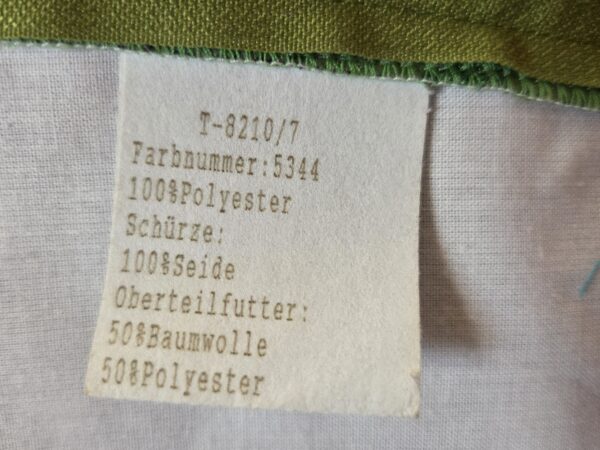 T-8210/7
Farbnummer:5344
100%Polyester
Schürze:
100%Seide
Oberteilfutter:
50%Baumwolle
50%Polyester